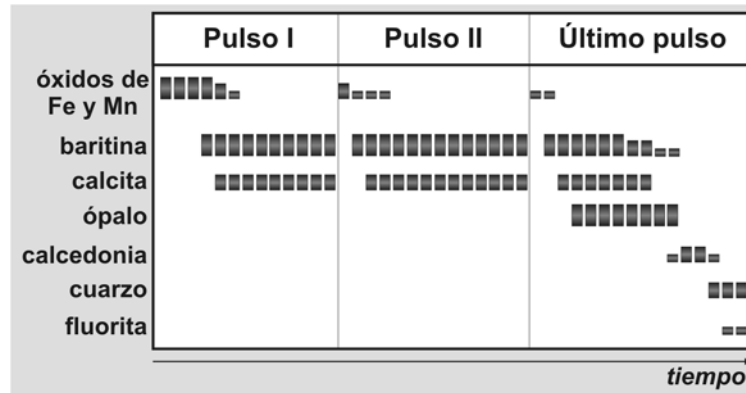 Pulso I
Pulso II
Último pulso
óxidos de
Fe y Mn
baritina
calcita
ópalo
calcedonia
cuarzo
fluorita
tiempo